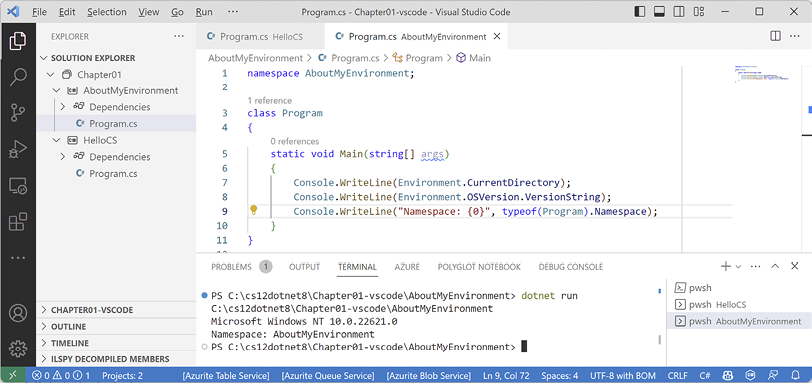 File Edit Selection View Go Run ··· Program.cs - Chapter01-vscode - Visual Studio Code
EXPLORER ···
SOLUTION EXPLORER
Chapter01
AboutMyEnvironment
Dependencies
Program.cs
HelloCS
Dependencies
Program.cs
CHAPTER01-VSCODE
OUTLINE
TIMELINE
ILSPY DECOMPILED MEMBERS
Program.cs HelloCS Program.cs AboutMyEnvironment
AboutMyEnvironment > Program.cs > Program > Main
1 namespace AboutMyEnvironment;
2
1 reference
3 class Program
4 {
0 references
5 static void Main(string[] args)
6 {
7 Console.WriteLine(Environment.CurrentDirectory);
8 Console.WriteLine(Environment.OSVersion.VersionString);
9 Console.WriteLine("Namespace: {0}", typeof(Program).Namespace);
10 }
11 }
PROBLEMS 1 OUTPUT TERMINAL AZURE POLYGLOT NOTEBOOK DEBUG CONSOLE
PS C:\cs12dotnet8\Chapter01-vscode\AboutMyEnvironment> dotnet run
C:\cs12dotnet8\Chapter01-vscode\AboutMyEnvironment
Microsoft Windows NT 10.0.22621.0
Namespace: AboutMyEnvironment
PS C:\cs12dotnet8\Chapter01-vscode\AboutMyEnvironment>
pwsh
pwsh HelloCS
pwsh AboutMyEnvironment
0 0 1 Projects: 2 [Azurite Table Service] [Azurite Queue Service] [Azurite Blob Service] Ln 9, Col 72 Spaces: 4 UTF-8 with BOM CRLF C#